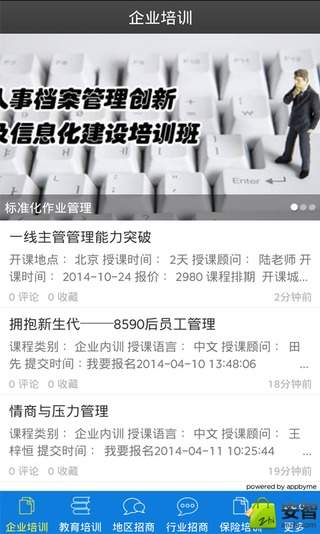 企业培训
人事档案管理创新
及信息化建设培训班
Enter
标准化作业管理
一线主管管理能力突破
开课地点： 北京 授课时间： 2天 授课顾问： 陆老师 开
课时间： 2014-10-24 报价： 2980 课程排期  开课城...
0 评论  0 收藏
2分钟前
拥抱新生代——8590后员工管理
课程类别： 企业内训 授课语言： 中文 授课顾问： 田
先 提交时间：我要报名2014-04-10 13:48:06
...
0 评论  0 收藏
18分钟前
情商与压力管理
课程类别： 企业内训 授课语言： 中文 授课顾问： 王
梓恒 提交时间：我要报名2014-04-11 10:25:44
...
0 评论  0 收藏
19分钟前
powered by appbyme
企业培训
教育培训
地区招商
行业招商
保险培训
更多
安智